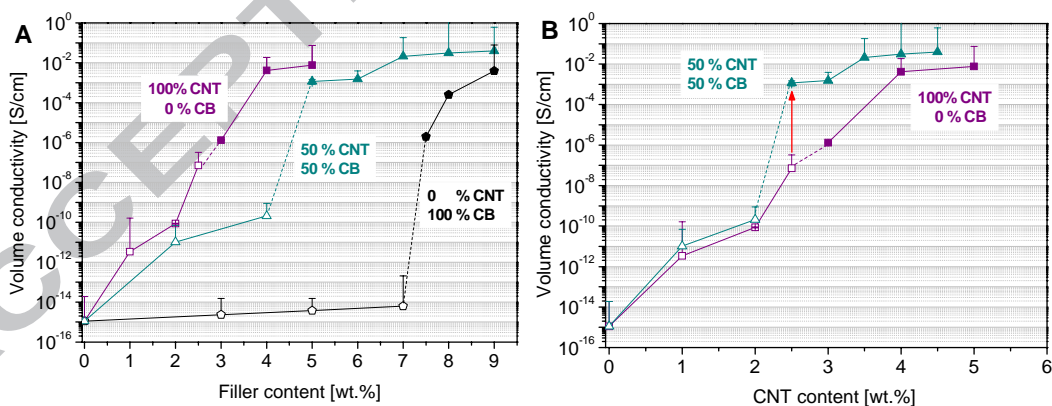 A
Volume conductivity [S/cm]
10^0
10^-2
10^-4
10^-6
10^-8
10^-10
10^-12
10^-14
10^-16
100% CNT
0 % CB
50 % CNT
50 % CB
0 % CNT
100 % CB
0 1 2 3 4 5 6 7 8 9
Filler content [wt.%]
B
Volume conductivity [S/cm]
10^0
10^-2
10^-4
10^-6
10^-8
10^-10
10^-12
10^-14
10^-16
50 % CNT
50 % CB
100% CNT
0 % CB
0 1 2 3 4 5 6
CNT content [wt.%]